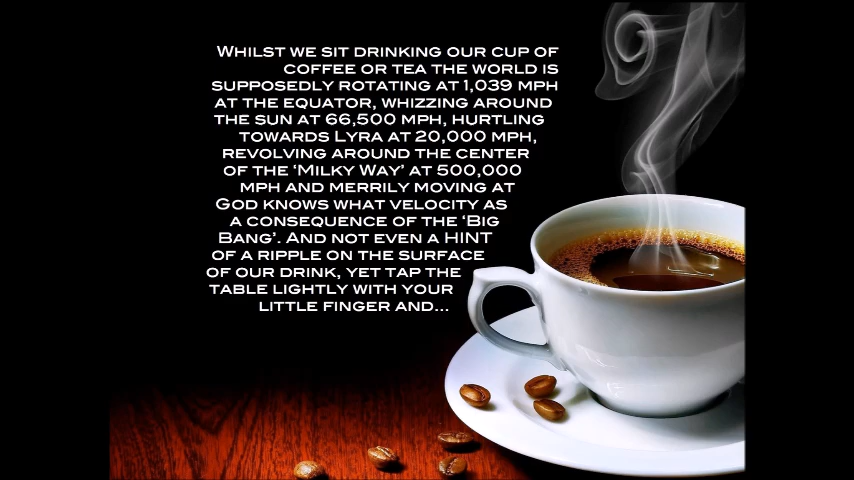 Whilst we sit drinking our cup of
coffee or tea the world is
supposedly rotating at 1,039 mph
at the equator, whizzing around
the sun at 66,500 mph, hurtling
towards Lyra at 20,000 mph,
revolving around the center
of the ‘Milky Way’ at 500,000
mph and merrily moving at
God knows what velocity as
a consequence of the ‘Big
Bang’. And not even a HINT
of a ripple on the surface
of our drink, yet tap the
table lightly with your
little finger and...